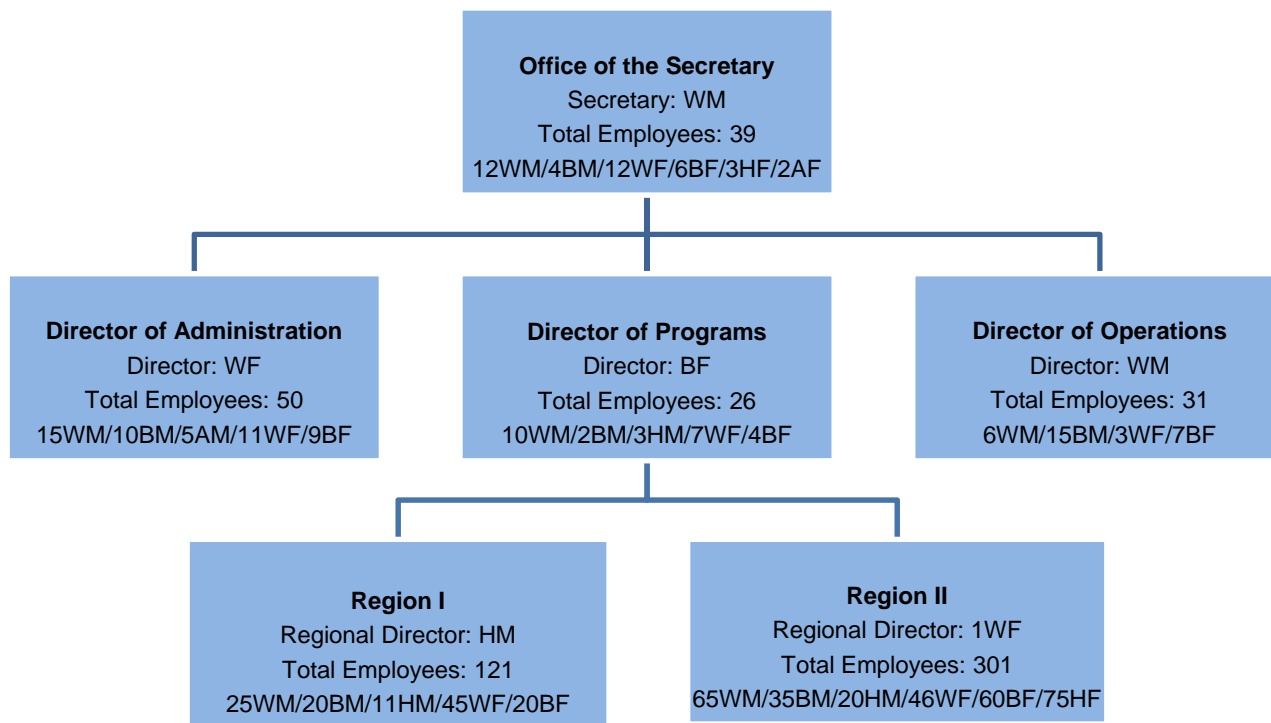 Office of the Secretary
Secretary: WM
Total Employees: 39
12WM/4BM/12WF/6BF/3HF/2AF
Director of Administration
Director: WF
Total Employees: 50
15WM/10BM/5AM/11WF/9BF
Director of Programs
Director: BF
Total Employees: 26
10WM/2BM/3HM/7WF/4BF
Director of Operations
Director: WM
Total Employees: 31
6WM/15BM/3WF/7BF
Region I
Regional Director: HM
Total Employees: 121
25WM/20BM/11HM/45WF/20BF
Region II
Regional Director: 1WF
Total Employees: 301
65WM/35BM/20HM/46WF/60BF/75HF